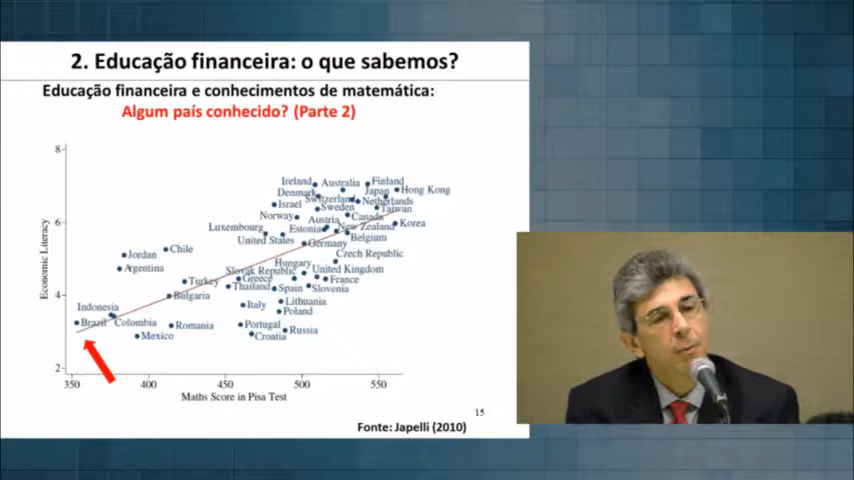 2. Educação financeira: o que sabemos?
Educação financeira e conhecimentos de matemática:
Algum país conhecido? (Parte 2)
8
6
4
2
Economic Literacy
Ireland
Australia
Finland
Denmark
Switzerland
Japan
Hong Kong
Israel
Sweden
Netherlands
Taiwan
Norway
Austria
Canada
Luxembourg
Estonia
New Zealand
Korea
United States
Germany
Belgium
Jordan
Chile
Czech Republic
Argentina
Hungary
Slovak Republic
United Kingdom
Turkey
Greece
France
Thailand
Spain
Slovenia
Bulgaria
Indonesia
Italy
Lithuania
Poland
Brazil
Colombia
Romania
Portugal
Russia
Mexico
Croatia
350 400 450 500 550
Maths Score in Pisa Test
15
Fonte: Japelli (2010)